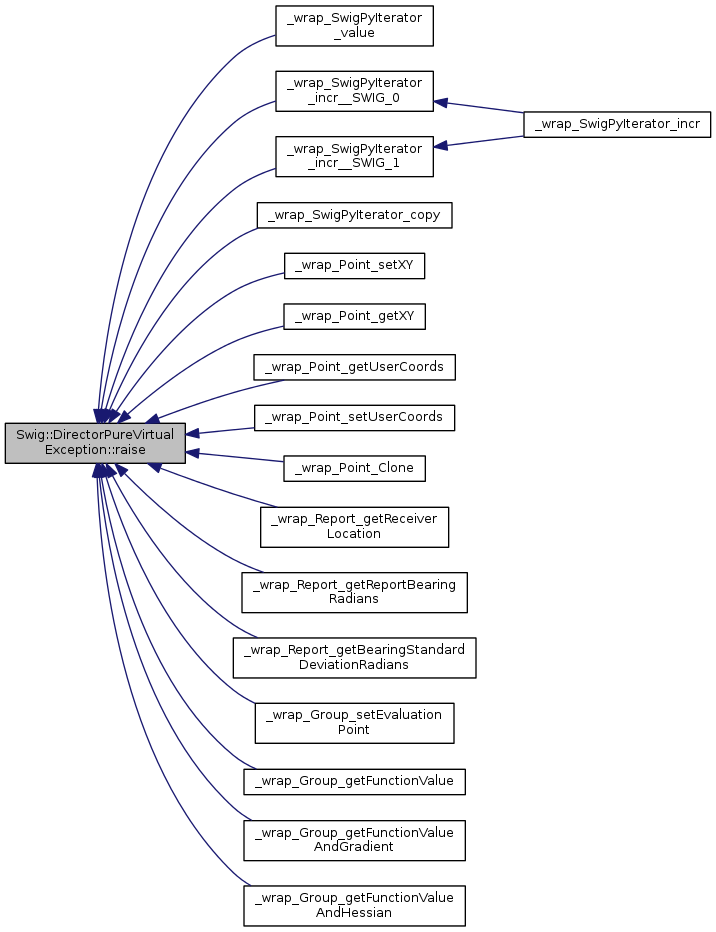 _wrap_SwigPyIterator
_value
_wrap_SwigPyIterator
_incr__SWIG_0
_wrap_SwigPyIterator_incr
_wrap_SwigPyIterator
_incr__SWIG_1
_wrap_SwigPyIterator_copy
_wrap_Point_setXY
_wrap_Point_getXY
_wrap_Point_getUserCoords
_wrap_Point_setUserCoords
Swig::DirectorPureVirtual
Exception::raise
_wrap_Point_Clone
_wrap_Report_getReceiver
Location
_wrap_Report_getReportBearing
Radians
_wrap_Report_getBearingStandard
DeviationRadians
_wrap_Group_setEvaluation
Point
_wrap_Group_getFunctionValue
_wrap_Group_getFunctionValue
AndGradient
_wrap_Group_getFunctionValue
AndHessian